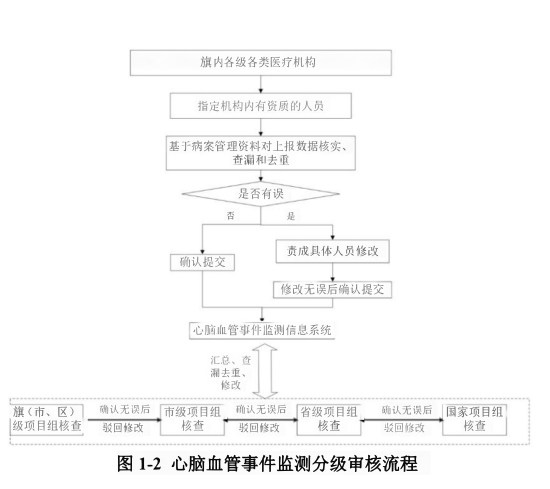 旗内各级各类医疗机构
指定机构内有资质的人员
基于病案管理资料对上报数据核实、
查漏和去重
是否有误
否
是
确认提交
责成具体人员修改
修改无误后确认提交
心脑血管事件监测信息系统
汇总、查
漏去重、
修改
旗（市、区）
级项目组核查
确认无误后
驳回修改
市级项目组
核查
确认无误后
驳回修改
省级项目组
核查
确认无误后
驳回修改
国家项目组
核查
图 1-2 心脑血管事件监测分级审核流程